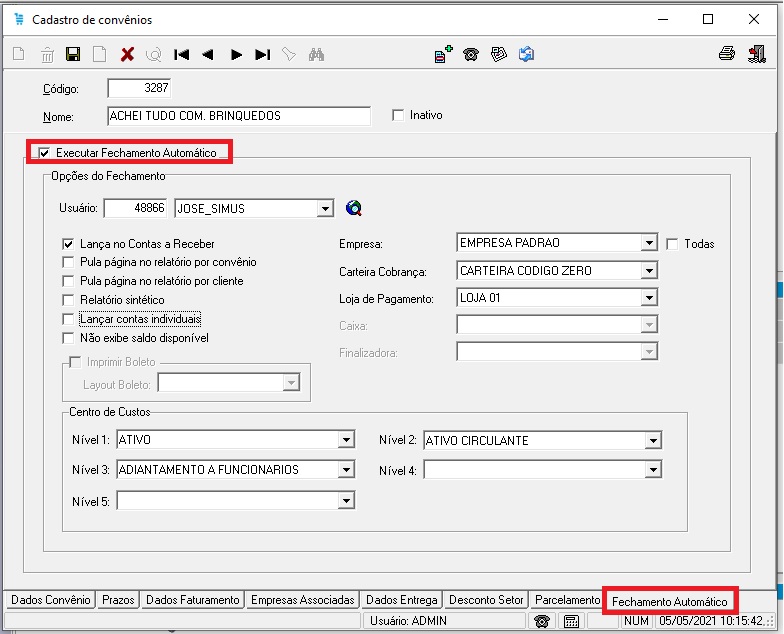 Cadastro de convênios
Código: 3287
Nome: ACHEI TUDO COM. BRINQUEDOS Inativo
Executar Fechamento Automático
Opções do Fechamento
Usuário: 48866 JOSE_SIMUS
Lança no Contas a Receber
Pula página no relatório por convênio
Pula página no relatório por cliente
Relatório sintético
Lançar contas individuais
Não exibe saldo disponível
Imprimir Boleto
Layout Boleto:
Empresa: EMPRESA PADRAO Todas
Carteira Cobrança: CARTEIRA CODIGO ZERO
Loja de Pagamento: LOJA 01
Caixa:
Finalizadora:
Centro de Custos
Nível 1: ATIVO Nível 2: ATIVO CIRCULANTE
Nível 3: ADIANTAMENTO A FUNCIONARIOS Nível 4:
Nível 5:
Dados Convênio Prazos Dados Faturamento Empresas Associadas Dados Entrega Desconto Setor Parcelamento Fechamento Automático
Usuário: ADMIN NUM 05/05/2021 10:15:42